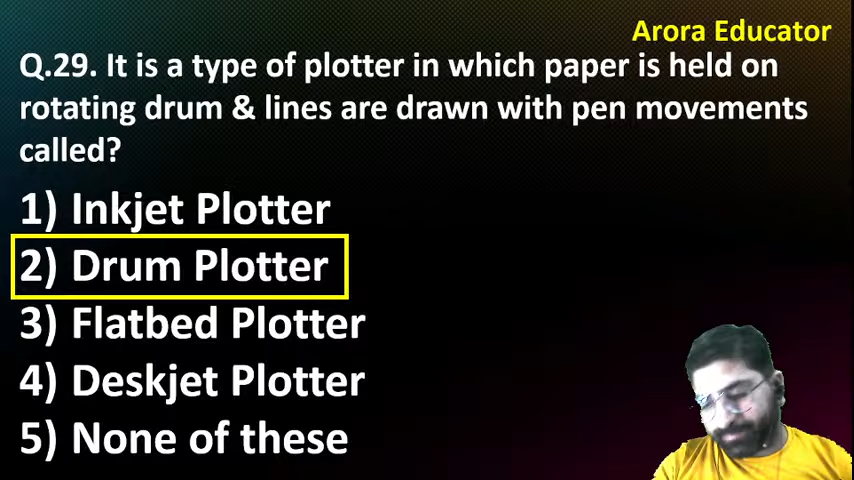 Arora Educator
Q.29. It is a type of plotter in which paper is held on
rotating drum & lines are drawn with pen movements
called?
1) Inkjet Plotter
2) Drum Plotter
3) Flatbed Plotter
4) Deskjet Plotter
5) None of these